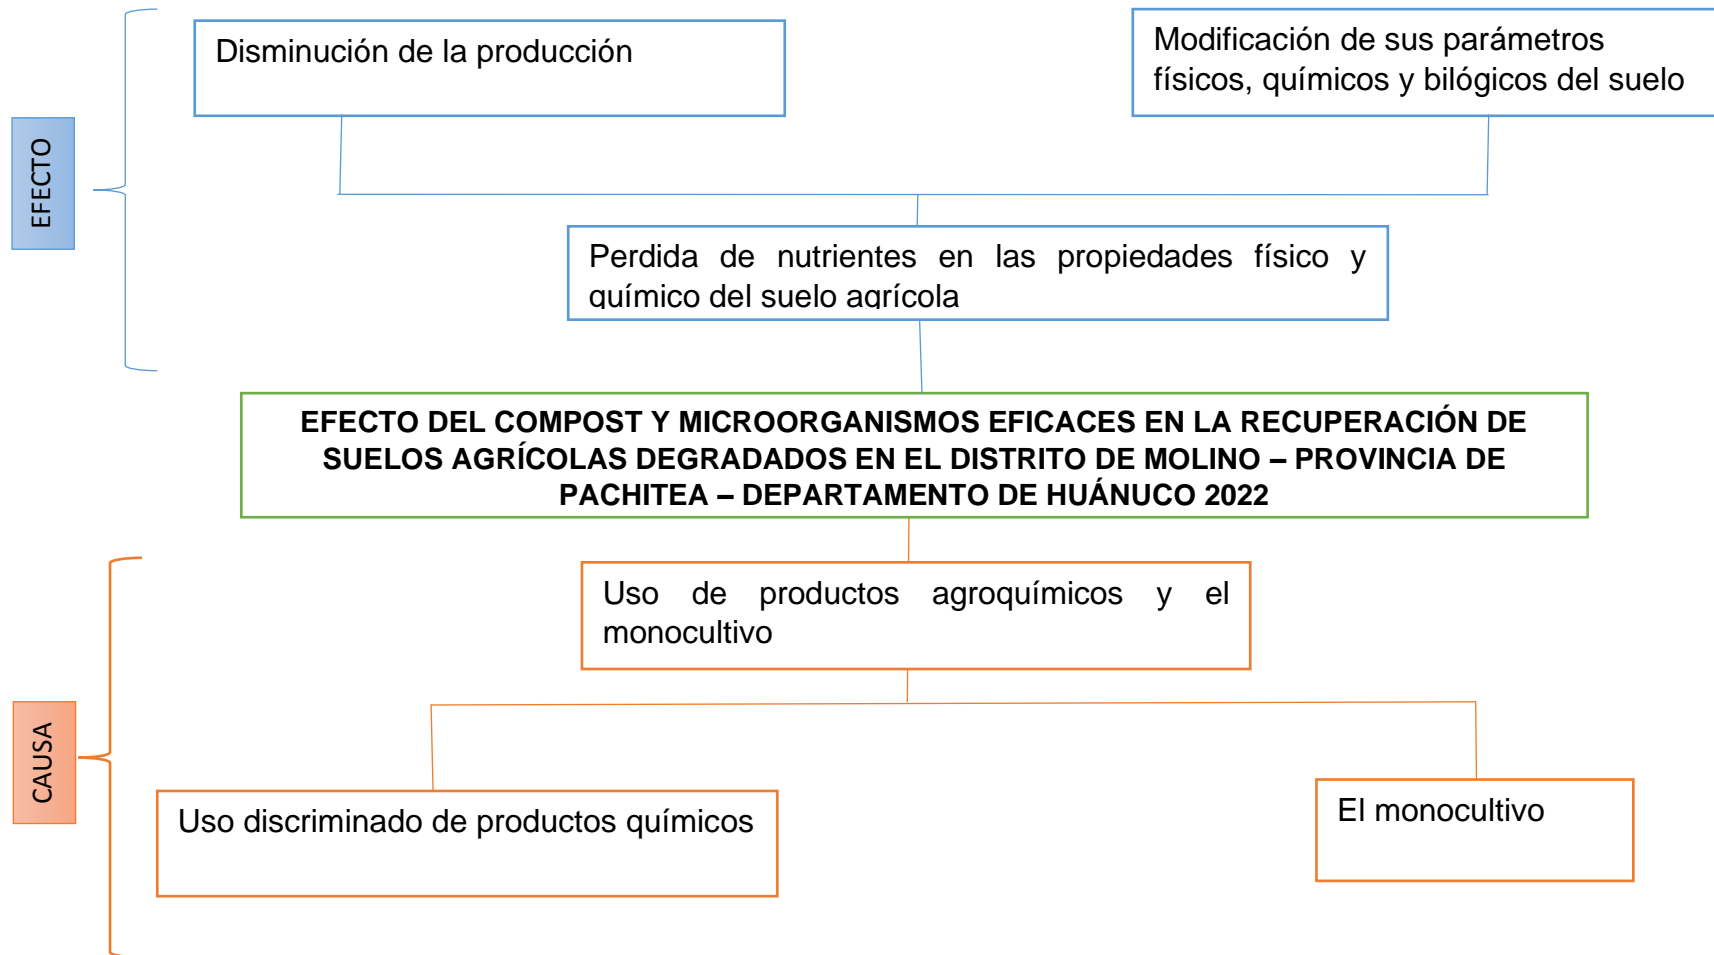 Disminución de la producción
Modificación de sus parámetros
físicos, químicos y bilógicos del suelo
EFECTO
Perdida de nutrientes en las propiedades físico y
químico del suelo agrícola
EFECTO DEL COMPOST Y MICROORGANISMOS EFICACES EN LA RECUPERACIÓN DE
SUELOS AGRÍCOLAS DEGRADADOS EN EL DISTRITO DE MOLINO – PROVINCIA DE
PACHITEA – DEPARTAMENTO DE HUÁNUCO 2022
Uso de productos agroquímicos y el
monocultivo
CAUSA
Uso discriminado de productos químicos
El monocultivo